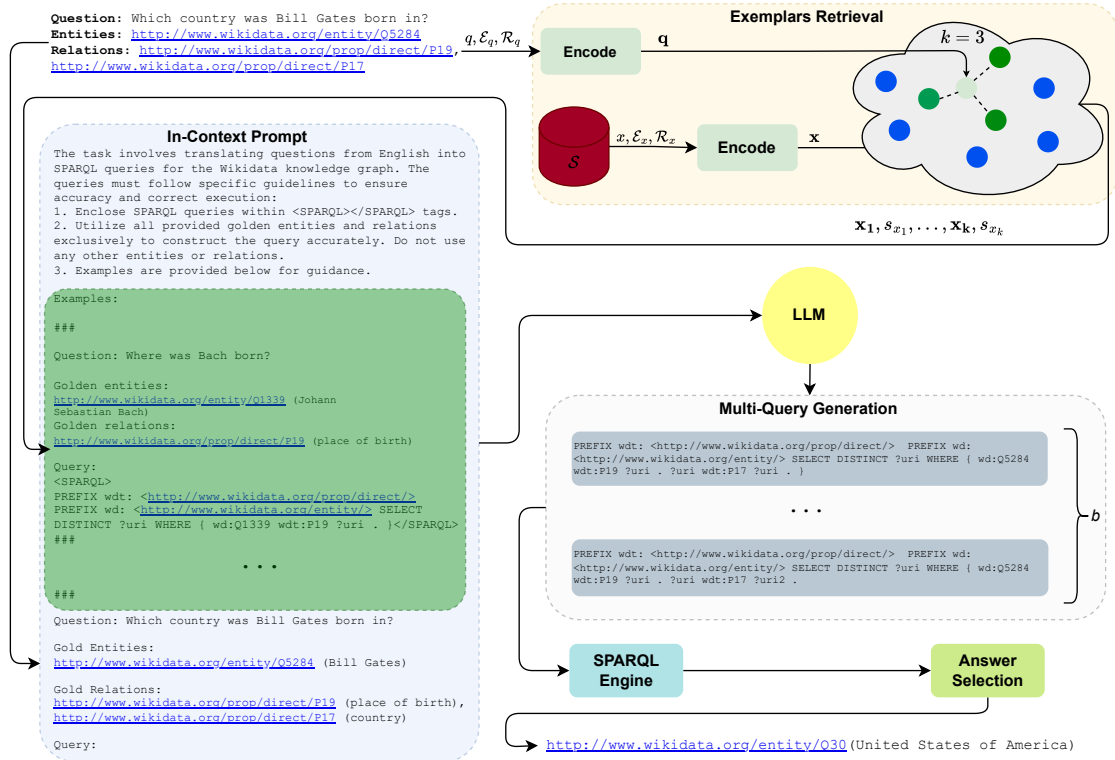 Question: Which country was Bill Gates born in?
Entities: http://www.wikidata.org/entity/Q5284
Relations: http://www.wikidata.org/prop/direct/P19,
http://www.wikidata.org/prop/direct/P17
q, ℰ_q, ℛ_q
Exemplars Retrieval
Encode
q
k = 3
S
x, ℰ_x, ℛ_x
Encode
x
x₁, s_{x₁}, . . . , x_k, s_{x_k}
In-Context Prompt
The task involves translating questions from English into
SPARQL queries for the Wikidata knowledge graph. The
queries must follow specific guidelines to ensure
accuracy and correct execution:
1. Enclose SPARQL queries within <SPARQL></SPARQL> tags.
2. Utilize all provided golden entities and relations
exclusively to construct the query accurately. Do not use
any other entities or relations.
3. Examples are provided below for guidance.
Examples:
###
Question: Where was Bach born?
Golden entities:
http://www.wikidata.org/entity/Q1339 (Johann
Sebastian Bach)
Golden relations:
http://www.wikidata.org/prop/direct/P19 (place of birth)
Query:
<SPARQL>
PREFIX wdt: <http://www.wikidata.org/prop/direct/>
PREFIX wd: <http://www.wikidata.org/entity/> SELECT
DISTINCT ?uri WHERE { wd:Q1339 wdt:P19 ?uri . }</SPARQL>
###
...
###
Question: Which country was Bill Gates born in?
Gold Entities:
http://www.wikidata.org/entity/Q5284 (Bill Gates)
Gold Relations:
http://www.wikidata.org/prop/direct/P19 (place of birth),
http://www.wikidata.org/prop/direct/P17 (country)
Query:
LLM
Multi-Query Generation
PREFIX wdt: <http://www.wikidata.org/prop/direct/>  PREFIX wd:
<http://www.wikidata.org/entity/> SELECT DISTINCT ?uri WHERE { wd:Q5284
wdt:P19 ?uri . ?uri wdt:P17 ?uri . }
...
PREFIX wdt: <http://www.wikidata.org/prop/direct/>  PREFIX wd:
<http://www.wikidata.org/entity/> SELECT DISTINCT ?uri WHERE { wd:Q5284
wdt:P19 ?uri . ?uri wdt:P17 ?uri2 .
b
SPARQL
Engine
Answer
Selection
http://www.wikidata.org/entity/Q30(United States of America)